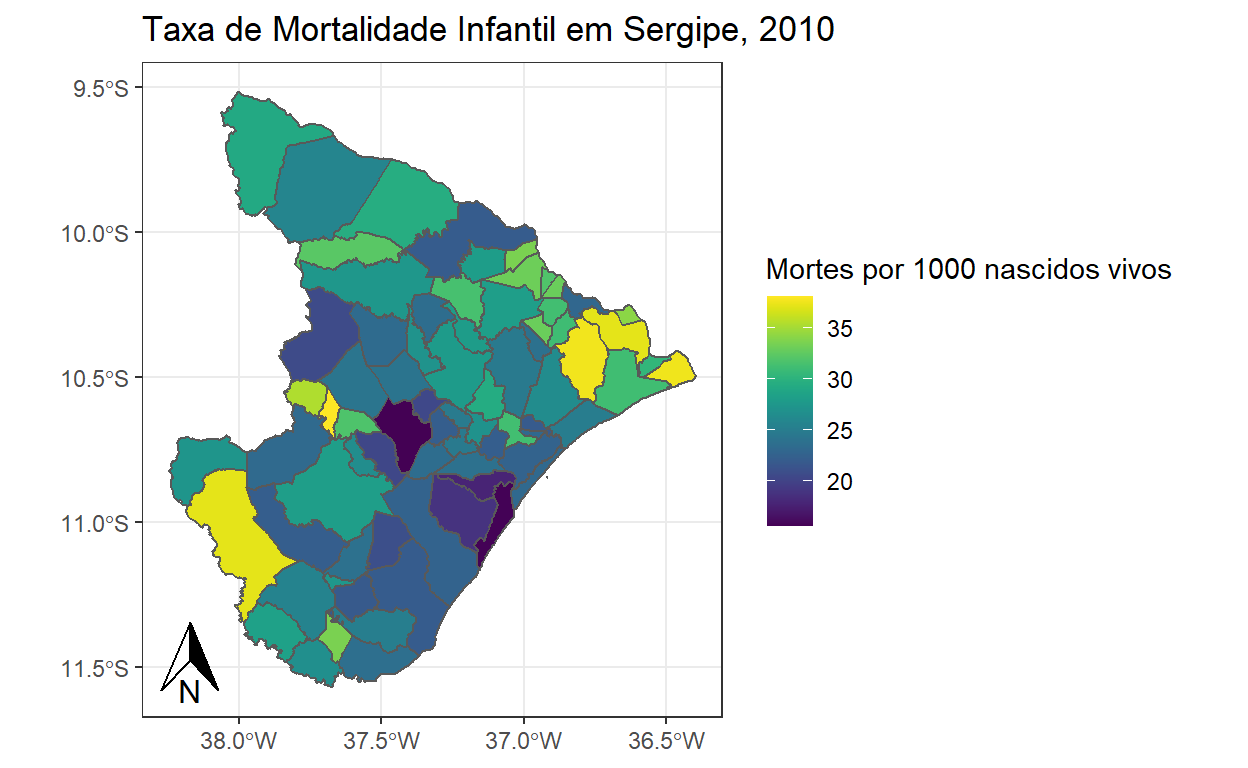 Taxa de Mortalidade Infantil em Sergipe, 2010
9.5°S
10.0°S
10.5°S
11.0°S
11.5°S
N
38.0°W 37.5°W 37.0°W 36.5°W
Mortes por 1000 nascidos vivos
35
30
25
20